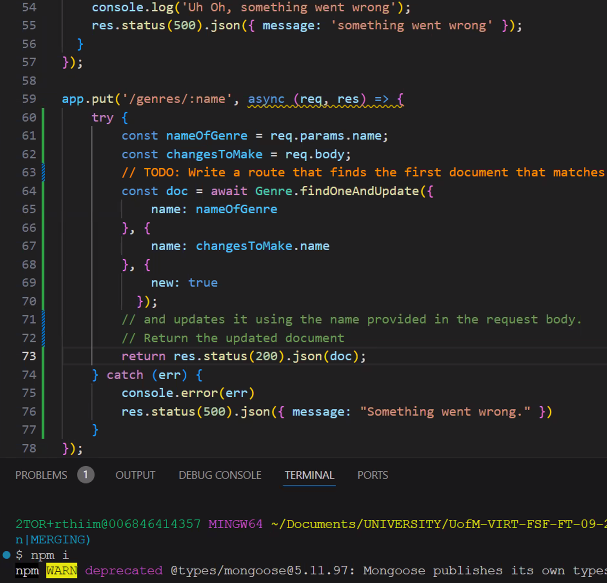 54 console.log('Uh Oh, something went wrong');
55 res.status(500).json({ message: 'something went wrong' });
56 }
57 });
58
59 app.put('/genres/:name', async (req, res) => {
60 try {
61 const nameOfGenre = req.params.name;
62 const changesToMake = req.body;
63 // TODO: Write a route that finds the first document that matches
64 const doc = await Genre.findOneAndUpdate({
65 name: nameOfGenre
66 }, {
67 name: changesToMake.name
68 }, {
69 new: true
70 });
71 // and updates it using the name provided in the request body.
72 // Return the updated document
73 return res.status(200).json(doc);
74 } catch (err) {
75 console.error(err)
76 res.status(500).json({ message: "Something went wrong." })
77 }
78 });
PROBLEMS 1 OUTPUT DEBUG CONSOLE TERMINAL PORTS
2TOR+rthiim@006846414357 MINGW64 ~/Documents/UNIVERSITY/UofM-VIRT-FSF-FT-09-2
n|MERGING)
$ npm i
npm WARN deprecated @types/mongoose@5.11.97: Mongoose publishes its own types